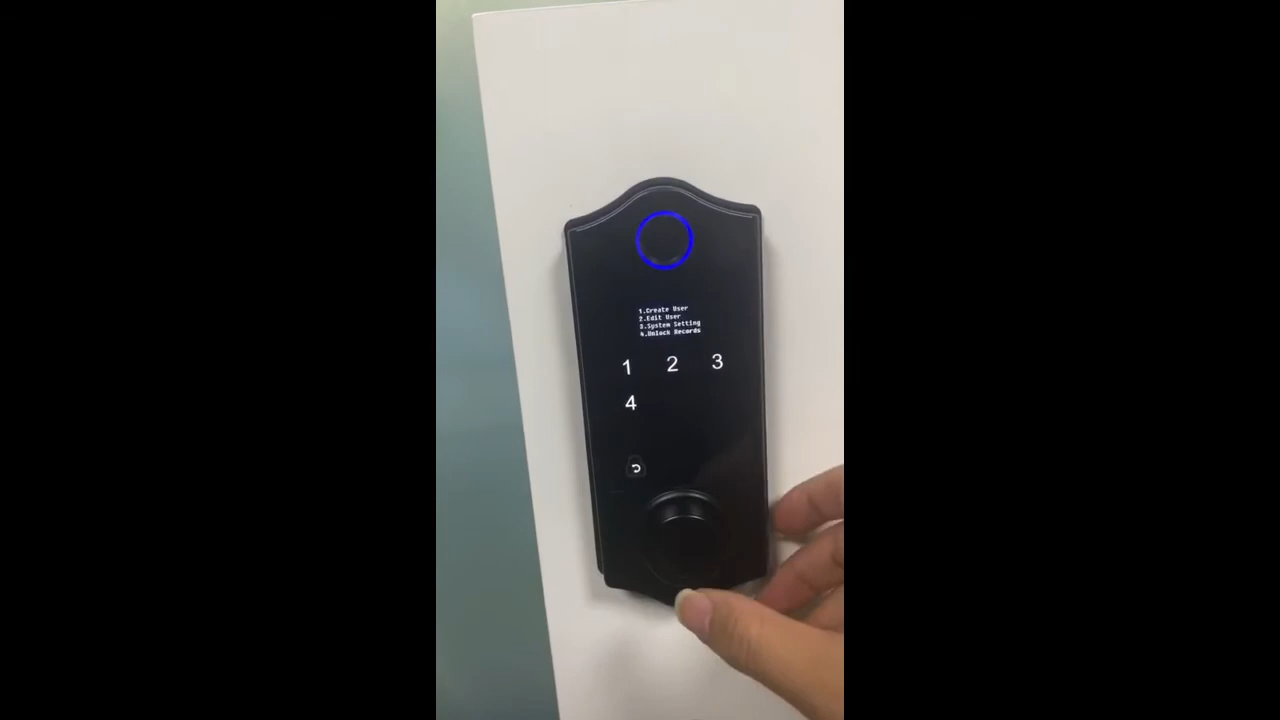 1.Create User
2.Edit User
3.System Setting
4.Unlock Records
1 2 3
4